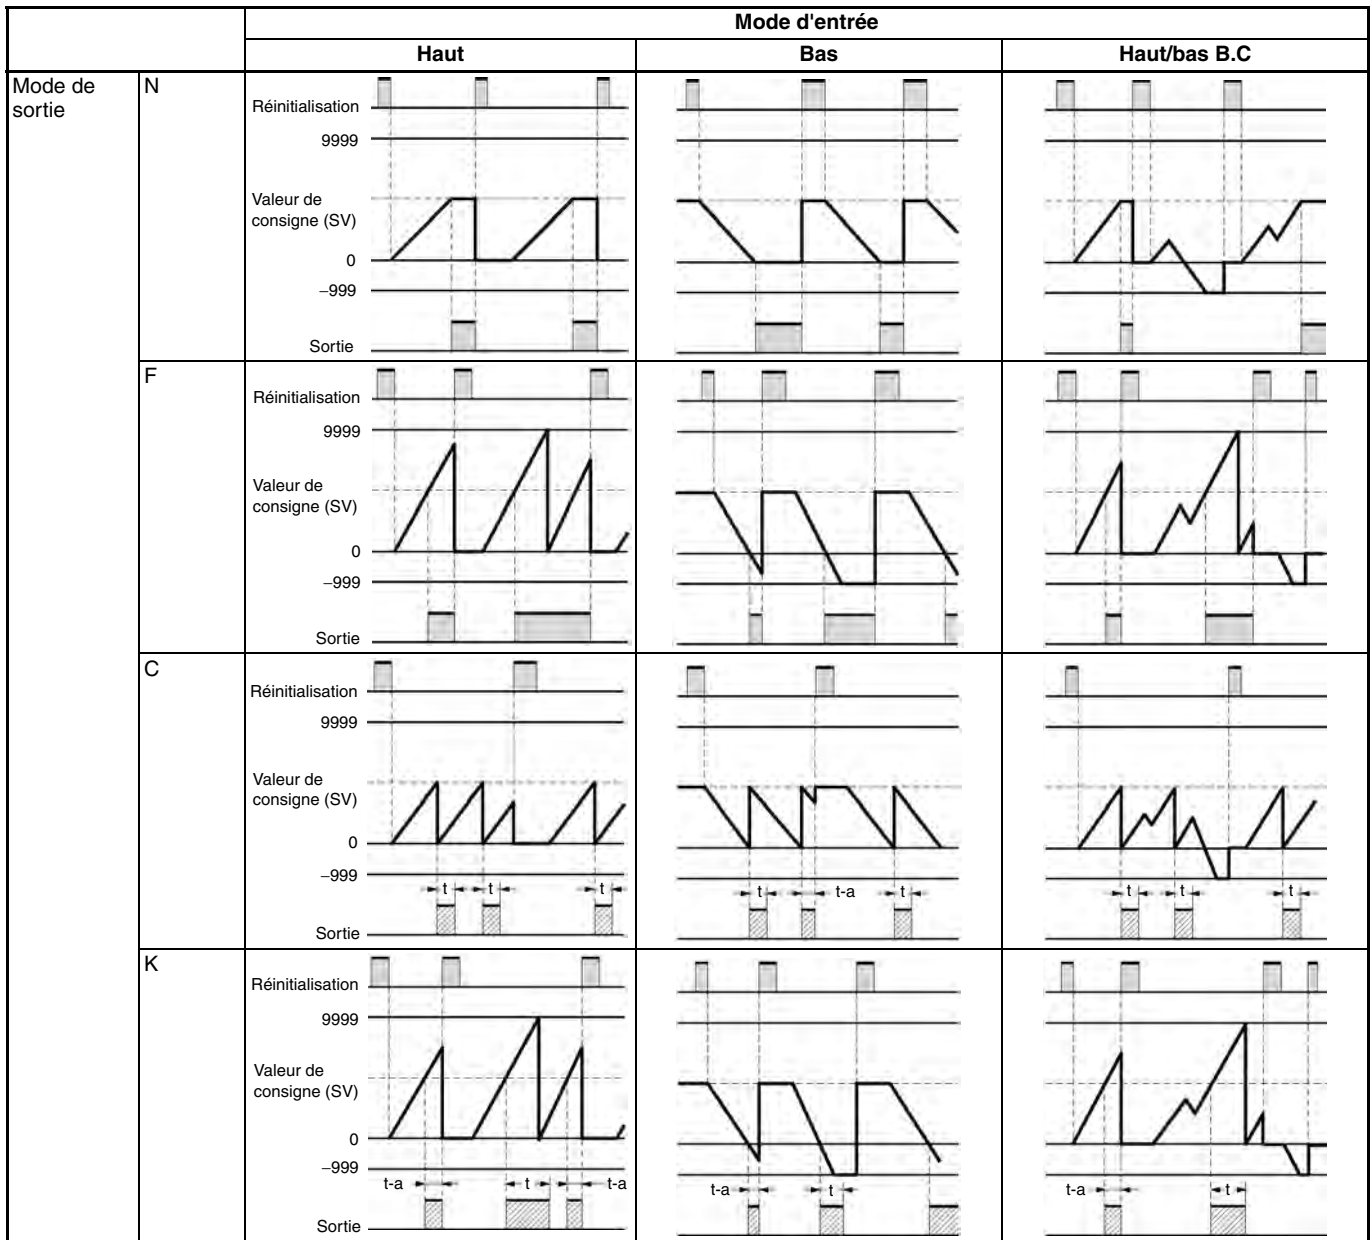 Mode d'entrée
Haut
Bas
Haut/bas B.C
Mode de
sortie
N
Réinitialisation
9999
Valeur de
consigne (SV)
0
–999
Sortie
F
Réinitialisation
9999
Valeur de
consigne (SV)
0
–999
Sortie
C
Réinitialisation
9999
Valeur de
consigne (SV)
0
–999
t
t
t
Sortie
t
t-a
t
t
t
t
K
Réinitialisation
9999
Valeur de
consigne (SV)
0
–999
t-a
t
t-a
Sortie
t-a
t
t-a
t